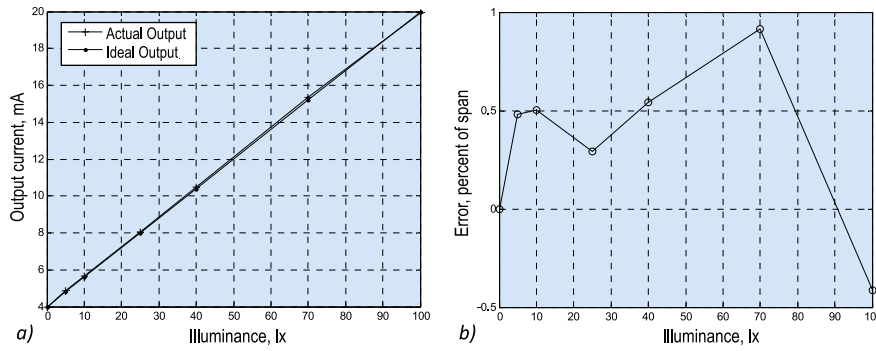 20
18
16
14
12
10
8
6
4
Output current, mA
Actual Output
Ideal Output
0 10 20 30 40 50 60 70 80 90 100
Illuminance, lx
a)
1
0.5
0
-0.5
Error, percent of span
0 10 20 30 40 50 60 70 80 90 100
Illuminance, lx
b)